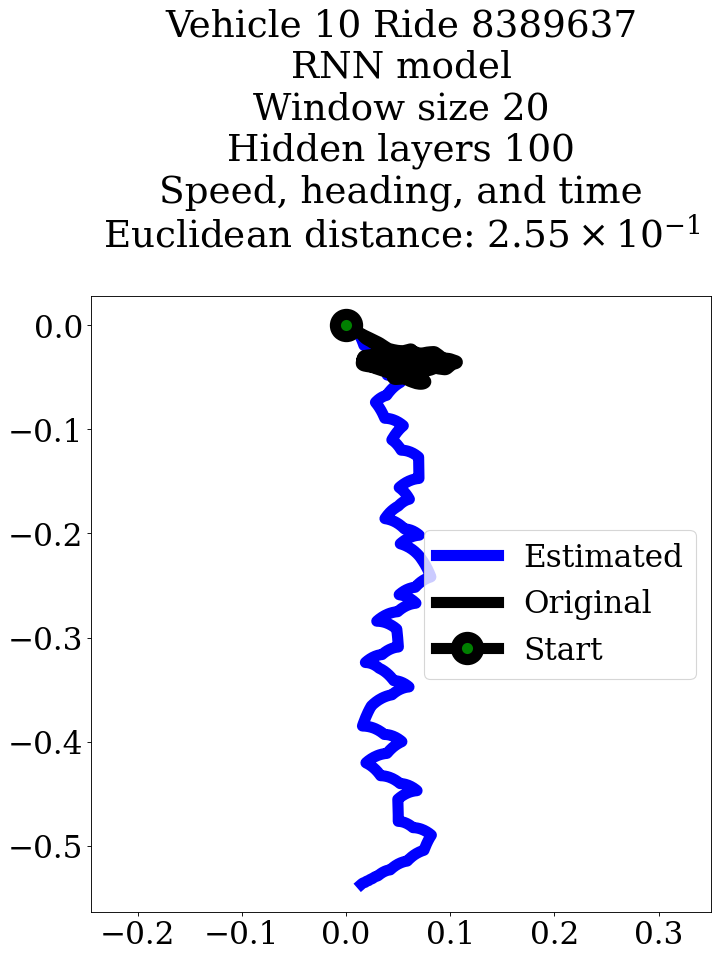 Vehicle 10 Ride 8389637
RNN model
Window size 20
Hidden layers 100
Speed, heading, and time
Euclidean distance: 2.55 × 10⁻¹
0.0
−0.1
−0.2
−0.3
−0.4
−0.5
Estimated
Original
Start
−0.2 −0.1 0.0 0.1 0.2 0.3